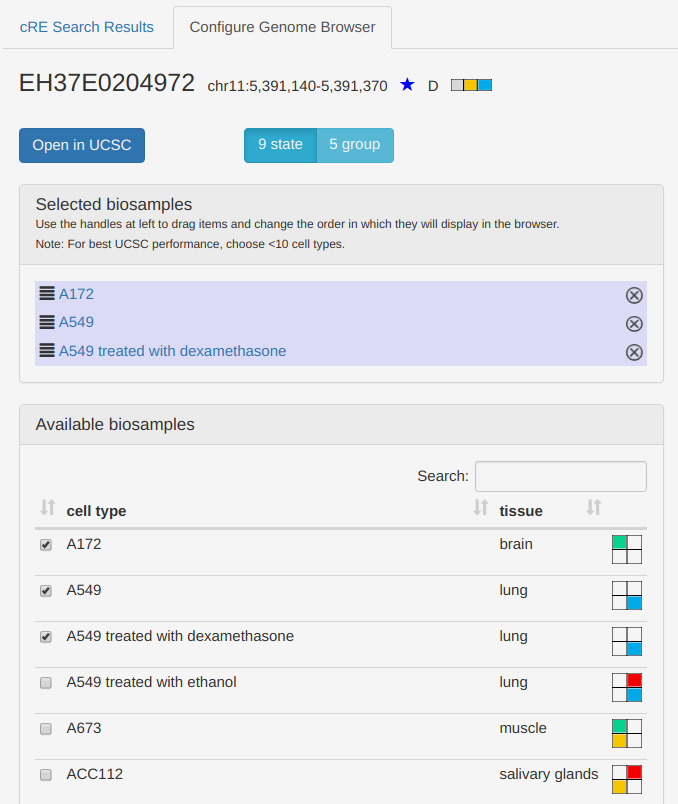 cRE Search Results Configure Genome Browser
EH37E0204972 chr11:5,391,140-5,391,370 ★ D
Open in UCSC 9 state 5 group
Selected biosamples
Use the handles at left to drag items and change the order in which they will display in the browser.
Note: For best UCSC performance, choose <10 cell types.
A172
A549
A549 treated with dexamethasone
Available biosamples
Search:
cell type tissue
A172 brain
A549 lung
A549 treated with dexamethasone lung
A549 treated with ethanol lung
A673 muscle
ACC112 salivary glands